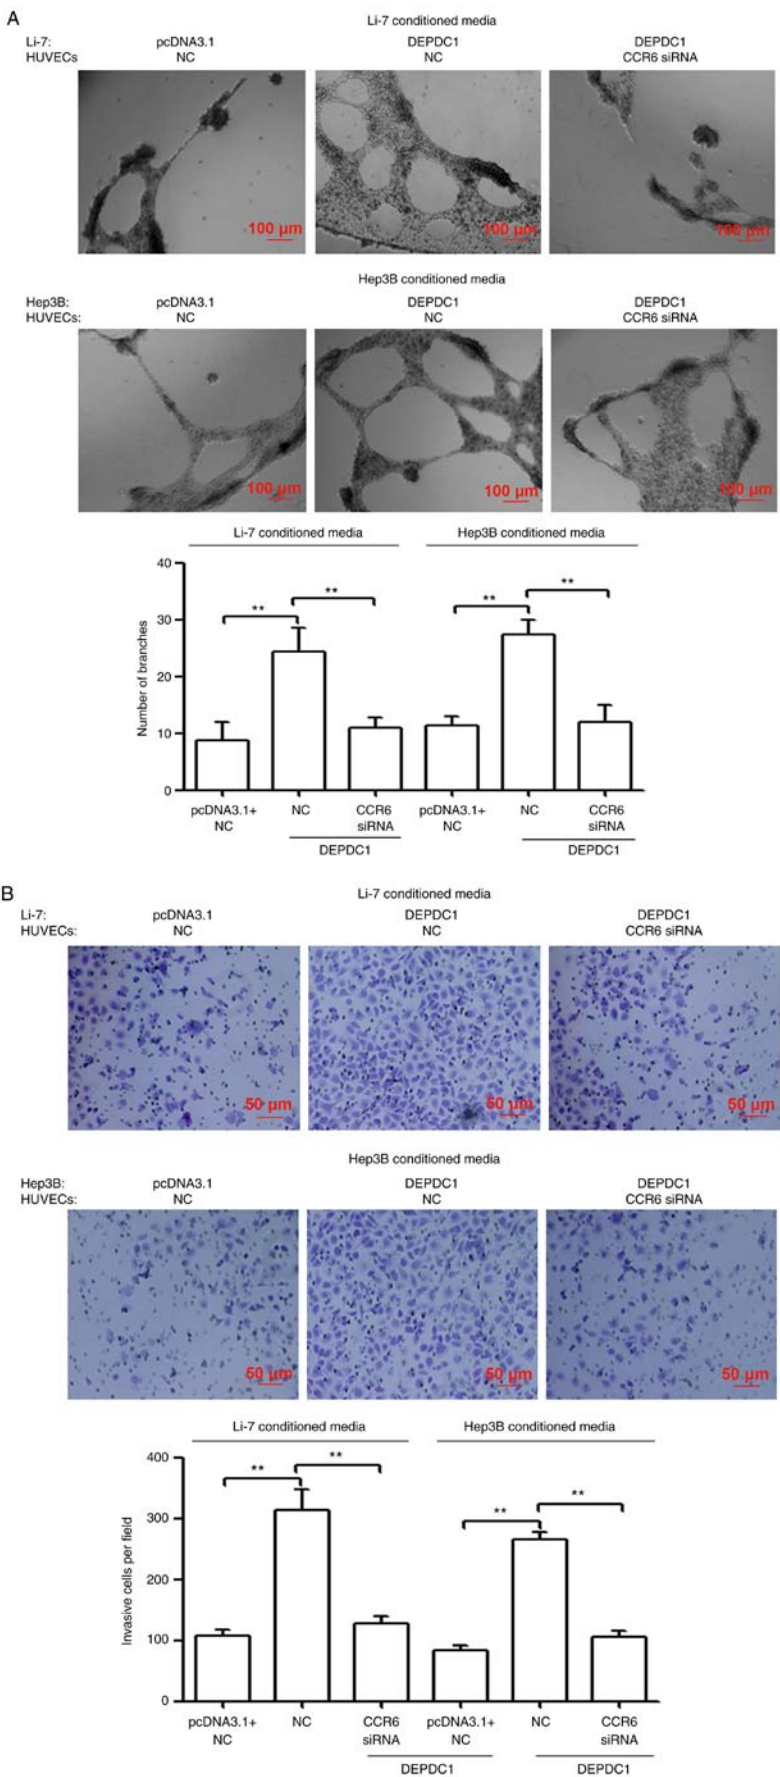 A
Li-7 conditioned media
Li-7: pcDNA3.1 DEPDC1 DEPDC1
HUVECs NC NC CCR6 siRNA
100 µm 100 µm 100 µm
Hep3B conditioned media
Hep3B: pcDNA3.1 DEPDC1 DEPDC1
HUVECs: NC NC CCR6 siRNA
100 µm 100 µm 100 µm
Li-7 conditioned media Hep3B conditioned media
40
30
20
10
0
Number of branches
** ** ** **
pcDNA3.1+ NC CCR6 pcDNA3.1+ NC CCR6
NC siRNA NC siRNA
DEPDC1 DEPDC1
B
Li-7 conditioned media
Li-7: pcDNA3.1 DEPDC1 DEPDC1
HUVECs: NC NC CCR6 siRNA
50 µm 50 µm 50 µm
Hep3B conditioned media
Hep3B: pcDNA3.1 DEPDC1 DEPDC1
HUVECs: NC NC CCR6 siRNA
50 µm 50 µm 50 µm
Li-7 conditioned media Hep3B conditioned media
400
300
200
100
0
Invasive cells per field
** ** ** **
pcDNA3.1+ NC CCR6 pcDNA3.1+ NC CCR6
NC siRNA NC siRNA
DEPDC1 DEPDC1